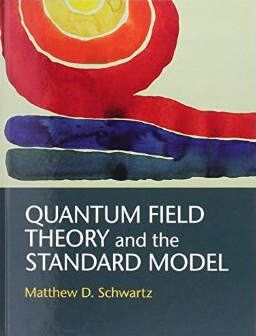 QUANTUM FIELD
THEORY and the
STANDARD MODEL
Matthew D. Schwartz